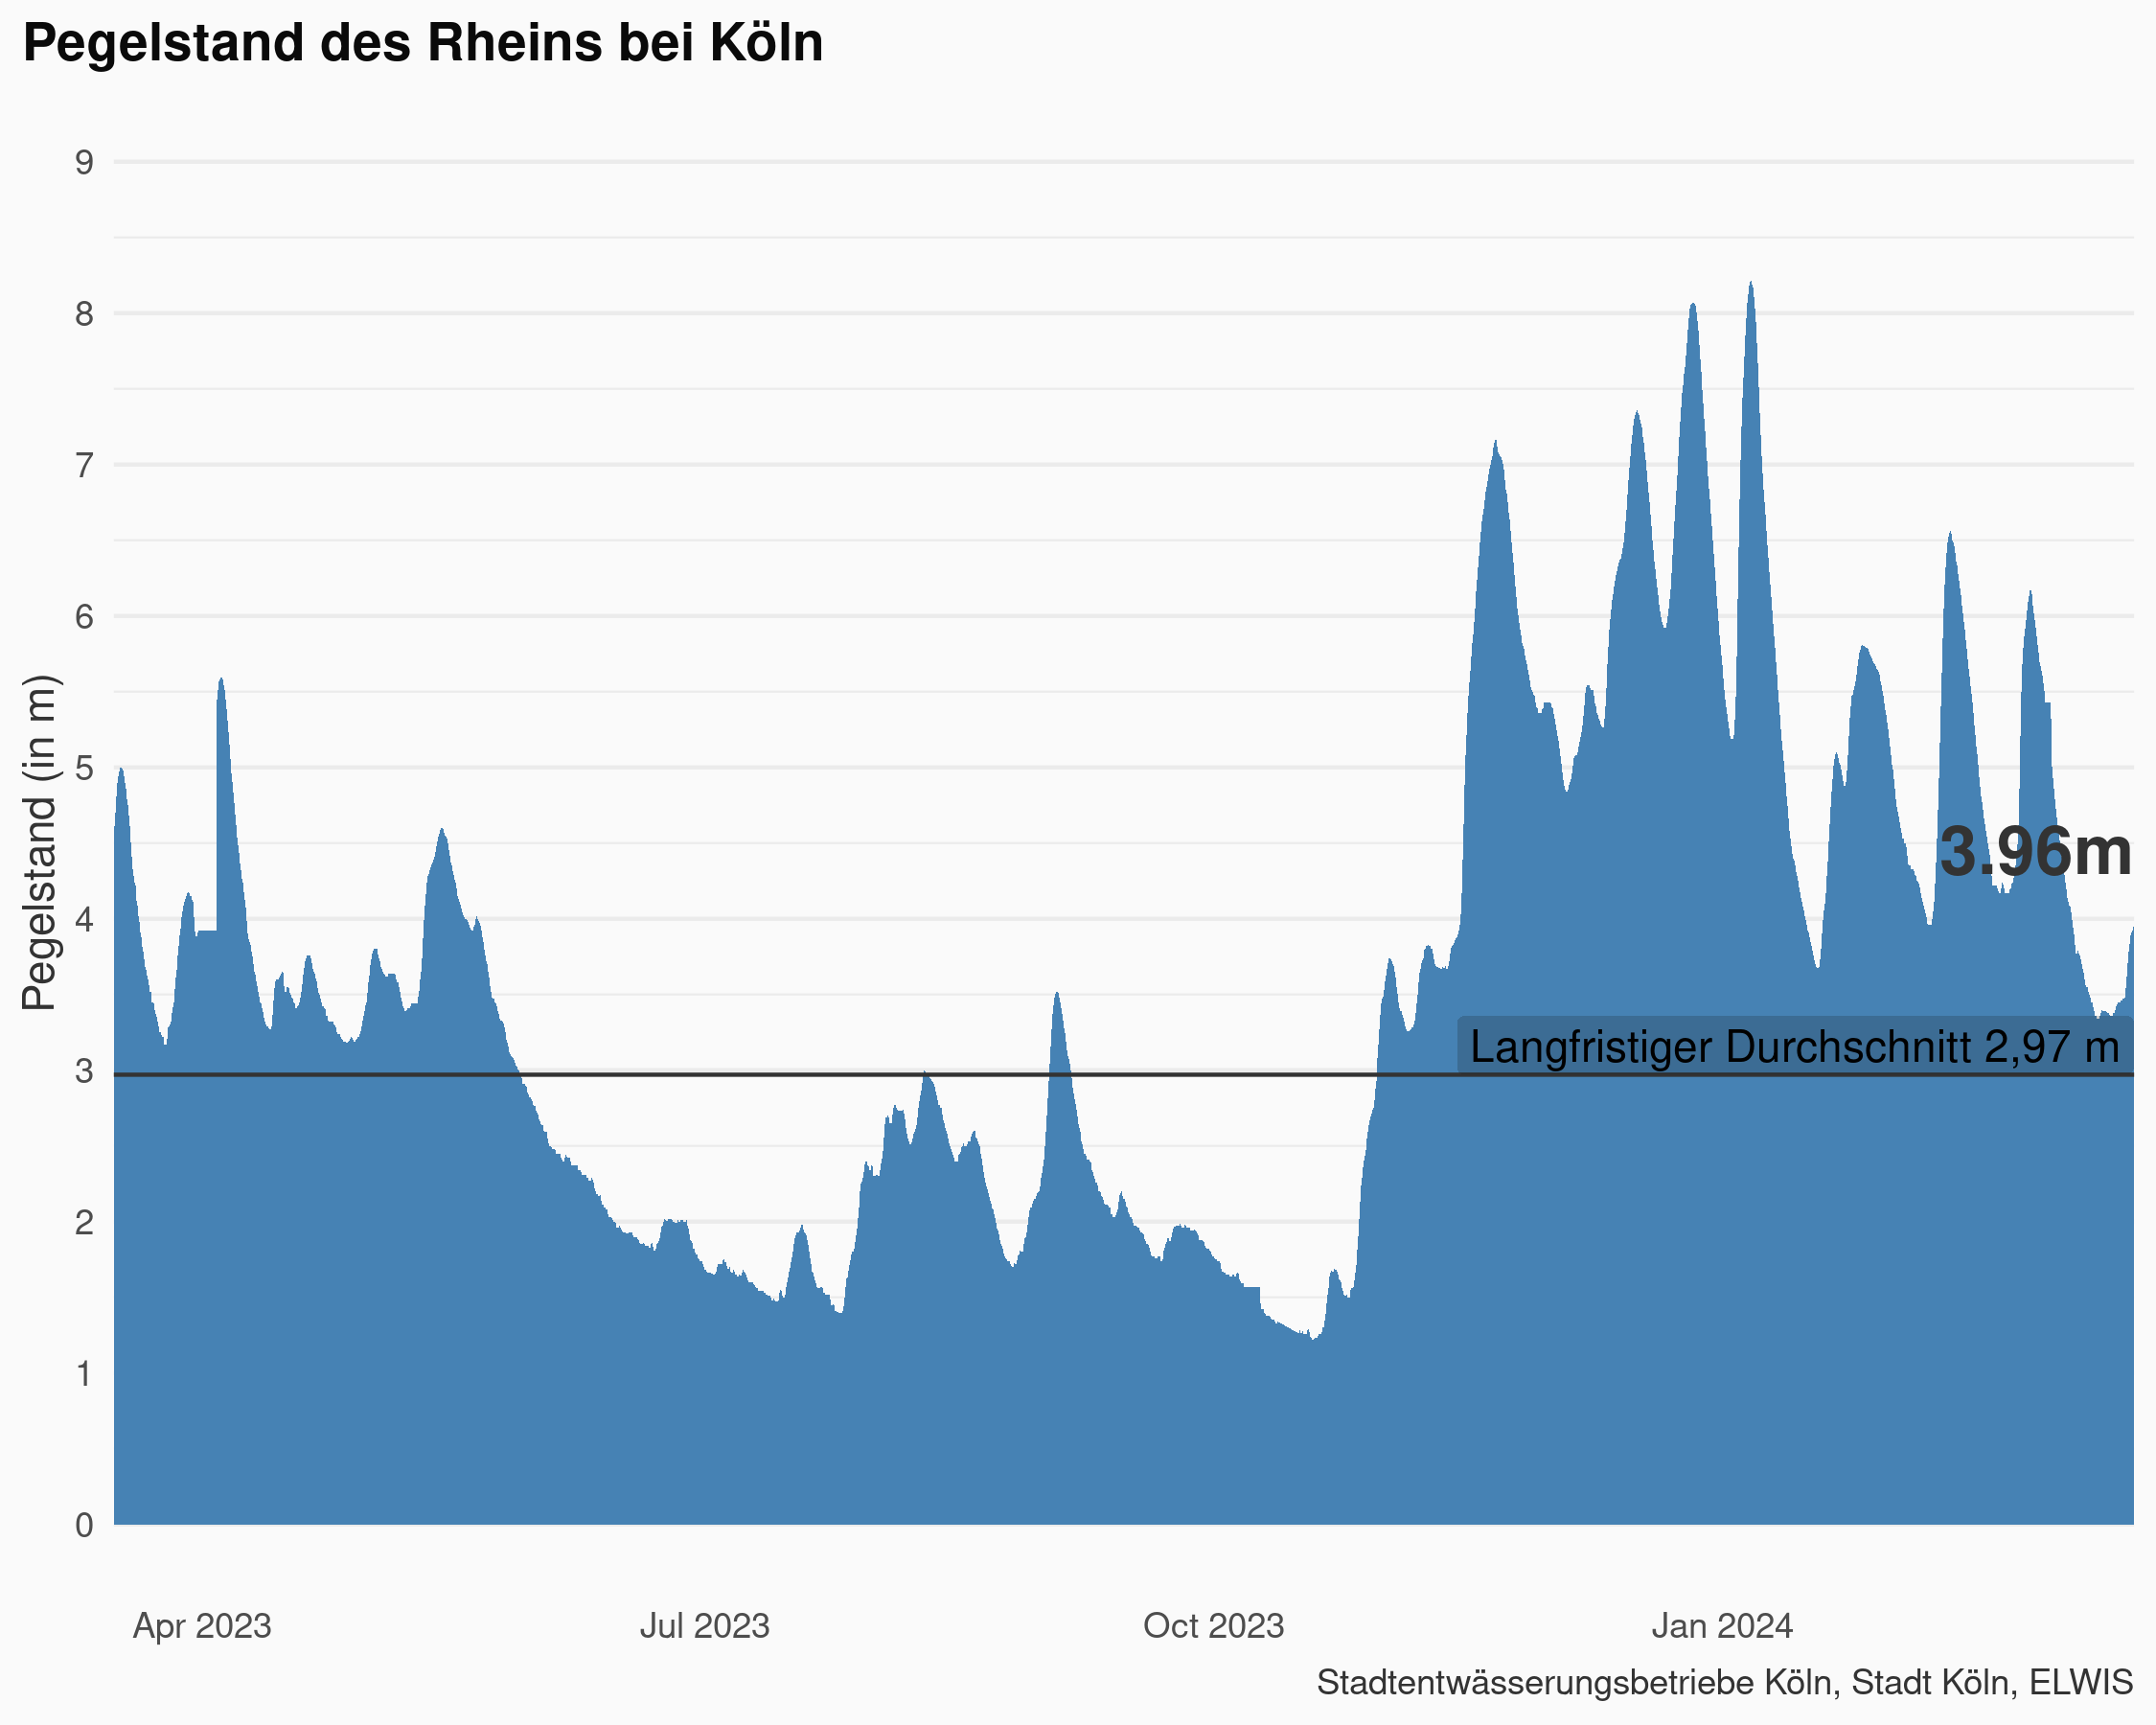 Pegelstand des Rheins bei Köln
Pegelstand (in m)
9
8
7
6
5
4
3
2
1
0
3.96m
Langfristiger Durchschnitt 2,97 m
Apr 2023
Jul 2023
Oct 2023
Jan 2024
Stadtentwässerungsbetriebe Köln, Stadt Köln, ELWIS